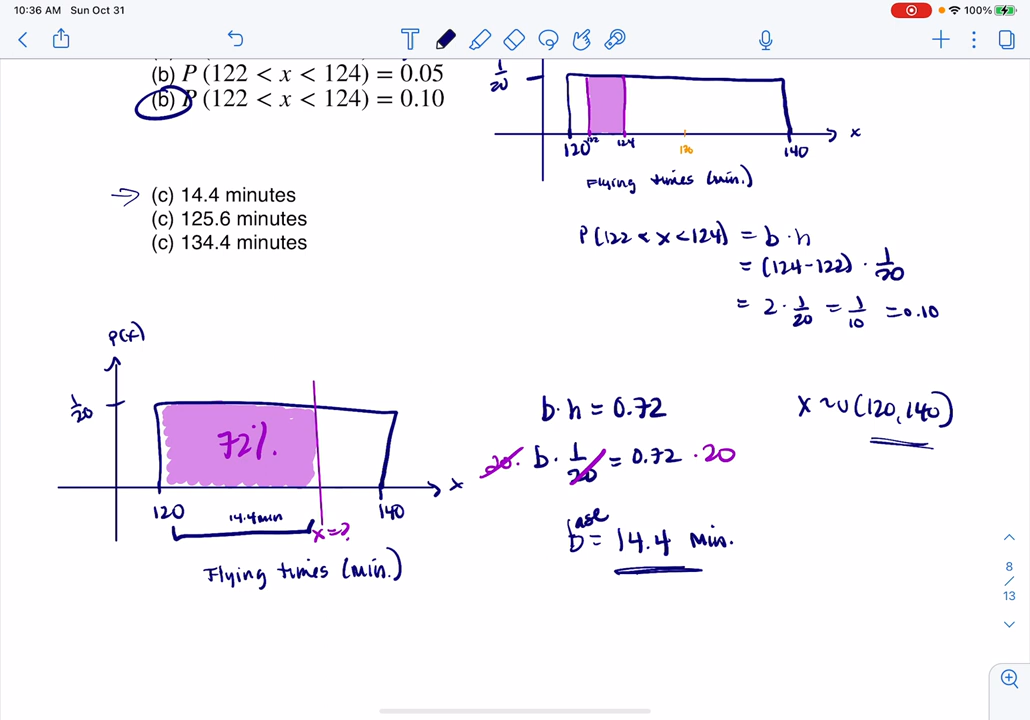 10:36 AM Sun Oct 31
100%
(b) P (122 < x < 124) = 0.05
(b) P (122 < x < 124) = 0.10
1/20
120 122 124 130 140 x
Flying times (min.)
(c) 14.4 minutes
(c) 125.6 minutes
(c) 134.4 minutes
P(122 < x < 124) = b · h
= (124 - 122) · 1/20
= 2 · 1/20 = 1/10 = 0.10
P(x)
1/20
72%
120 14.4 min x=? 140 x
Flying times (min.)
b · h = 0.72
20 · b · 1/20 = 0.72 · 20
base
b = 14.4 min.
X ~ U (120, 140)
8
/
13